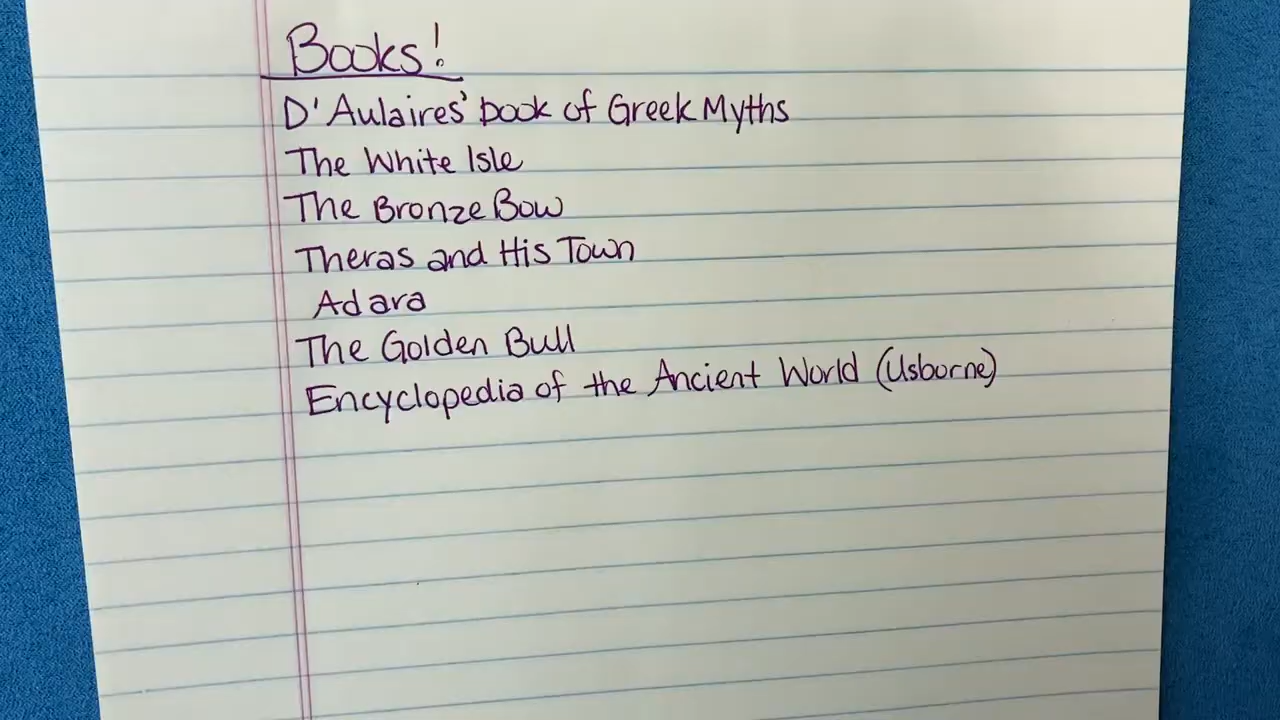 Books!
D'Aulaires' book of Greek Myths
The White Isle
The Bronze Bow
Theras and His Town
Adara
The Golden Bull
Encyclopedia of the Ancient World (Usborne)